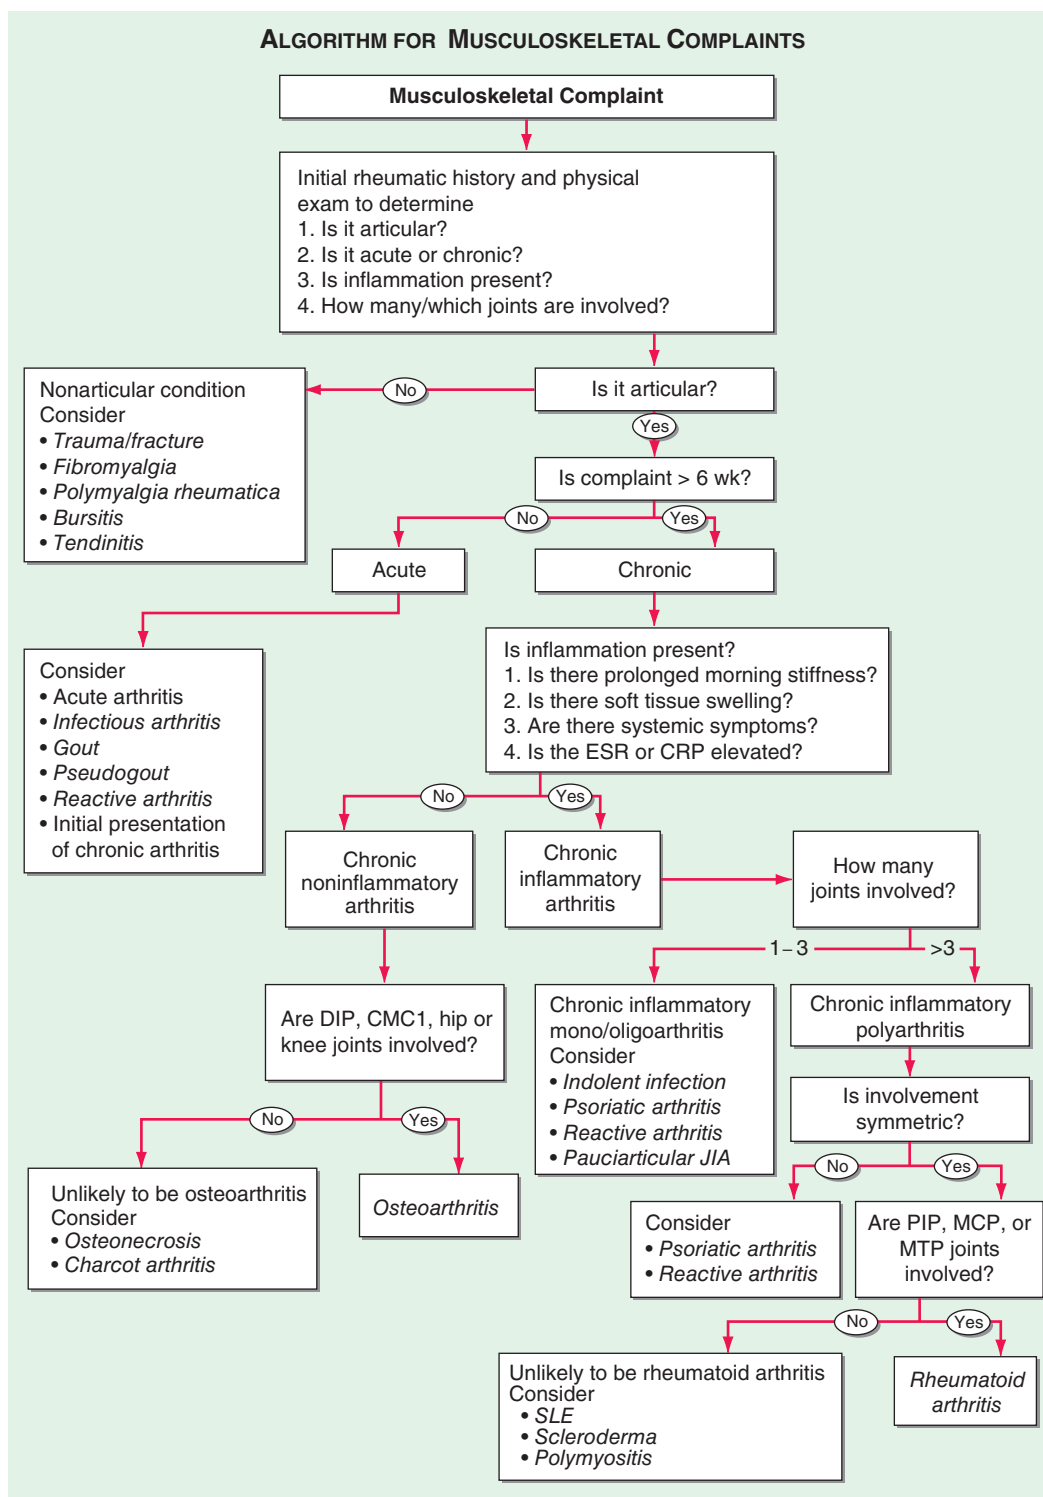 ALGORITHM FOR MUSCULOSKELETAL COMPLAINTS
Musculoskeletal Complaint
Initial rheumatic history and physical
exam to determine
1. Is it articular?
2. Is it acute or chronic?
3. Is inflammation present?
4. How many/which joints are involved?
Is it articular?
No
Nonarticular condition
Consider
• Trauma/fracture
• Fibromyalgia
• Polymyalgia rheumatica
• Bursitis
• Tendinitis
Yes
Is complaint > 6 wk?
No
Yes
Acute
Chronic
Consider
• Acute arthritis
• Infectious arthritis
• Gout
• Pseudogout
• Reactive arthritis
• Initial presentation
of chronic arthritis
Is inflammation present?
1. Is there prolonged morning stiffness?
2. Is there soft tissue swelling?
3. Are there systemic symptoms?
4. Is the ESR or CRP elevated?
No
Yes
Chronic
noninflammatory
arthritis
Chronic
inflammatory
arthritis
How many
joints involved?
1–3
>3
Are DIP, CMC1, hip or
knee joints involved?
Chronic inflammatory
mono/oligoarthritis
Consider
• Indolent infection
• Psoriatic arthritis
• Reactive arthritis
• Pauciarticular JIA
Chronic inflammatory
polyarthritis
Is involvement
symmetric?
No
Yes
Unlikely to be osteoarthritis
Consider
• Osteonecrosis
• Charcot arthritis
Osteoarthritis
No
Yes
Consider
• Psoriatic arthritis
• Reactive arthritis
Are PIP, MCP, or
MTP joints
involved?
No
Yes
Unlikely to be rheumatoid arthritis
Consider
• SLE
• Scleroderma
• Polymyositis
Rheumatoid
arthritis